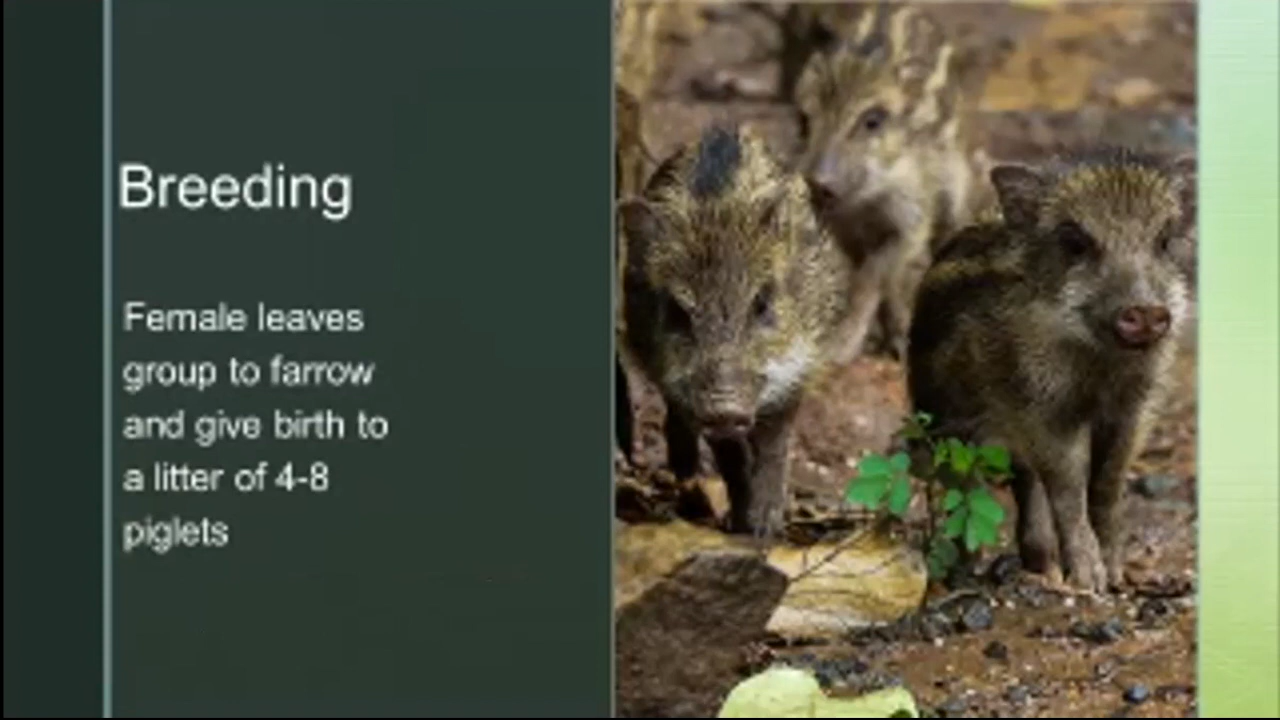 Breeding
Female leaves
group to farrow
and give birth to
a litter of 4-8
piglets